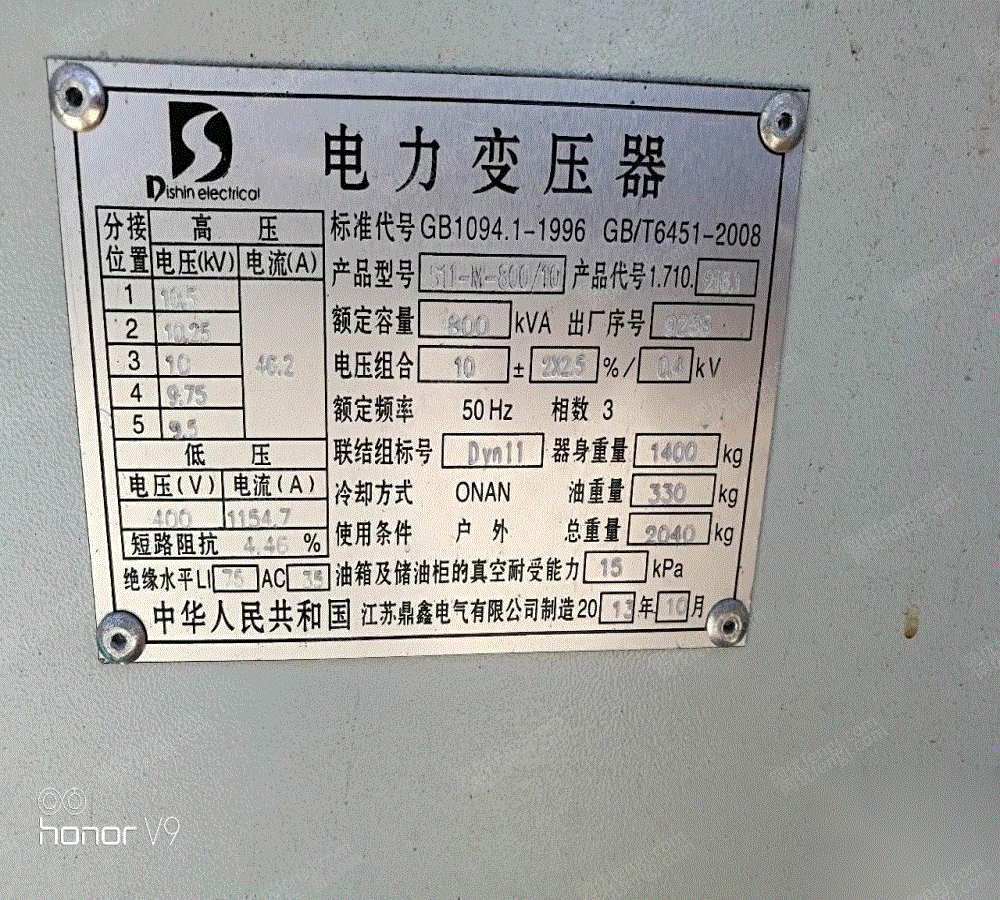 Dishin electrical
电力变压器
标准代号 GB1094.1-1996 GB/T6451-2008
产品型号 S11-M-800/10 产品代号 1.710.
额定容量 800 kVA 出厂序号
电压组合 10 ± 2X2.5 % / 0.4 kV
额定频率 50 Hz 相数 3
联结组标号 Dyn11 器身重量 1400 kg
冷却方式 ONAN 油重量 330 kg
使用条件 户外 总重量 2040 kg
分接位置 高压
电压(kV) 电流(A)
1 10.5
2 10.25
3 10 46.2
4 9.75
5 9.5
低压
电压(V) 电流(A)
400 1154.7
短路阻抗 4.46 %
绝缘水平 LI 75 AC 35 油箱及储油柜的真空耐受能力 15 kPa
中华人民共和国 江苏鼎鑫电气有限公司制造 2013年10月
honor V9